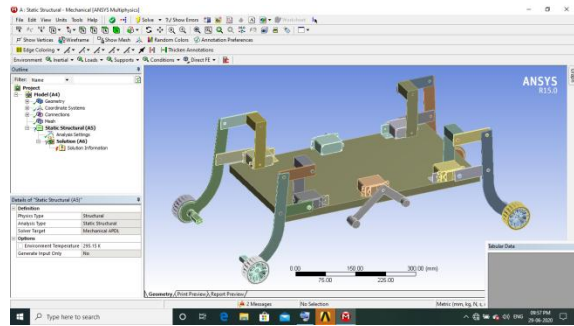 A : Static Structural - Mechanical [ANSYS Multiphysics]
File Edit View Units Tools Help Solve ?/ Show Errors Worksheet
Show Vertices Wireframe Show Mesh Random Colors Annotation Preferences
Edge Coloring Thicken Annotations
Environment Inertial Loads Supports Conditions Direct FE
Outline
Filter: Name
Project
Model (A4)
Geometry
Coordinate Systems
Connections
Mesh
Static Structural (A5)
Analysis Settings
Solution (A6)
Solution Information
ANSYS
R15.0
Details of "Static Structural (A5)"
Definition
Physics Type Structural
Analysis Type Static Structural
Solver Target Mechanical APDL
Options
Environment Temperature 295.15 K
Generate Input Only No
0.00 150.00 300.00 (mm)
75.00 225.00
Tabular Data
Geometry Print Preview Report Preview
2 Messages No Selection Metric (mm, kg, N, s,
Type here to search
ENG 09:57 PM
29-06-2020